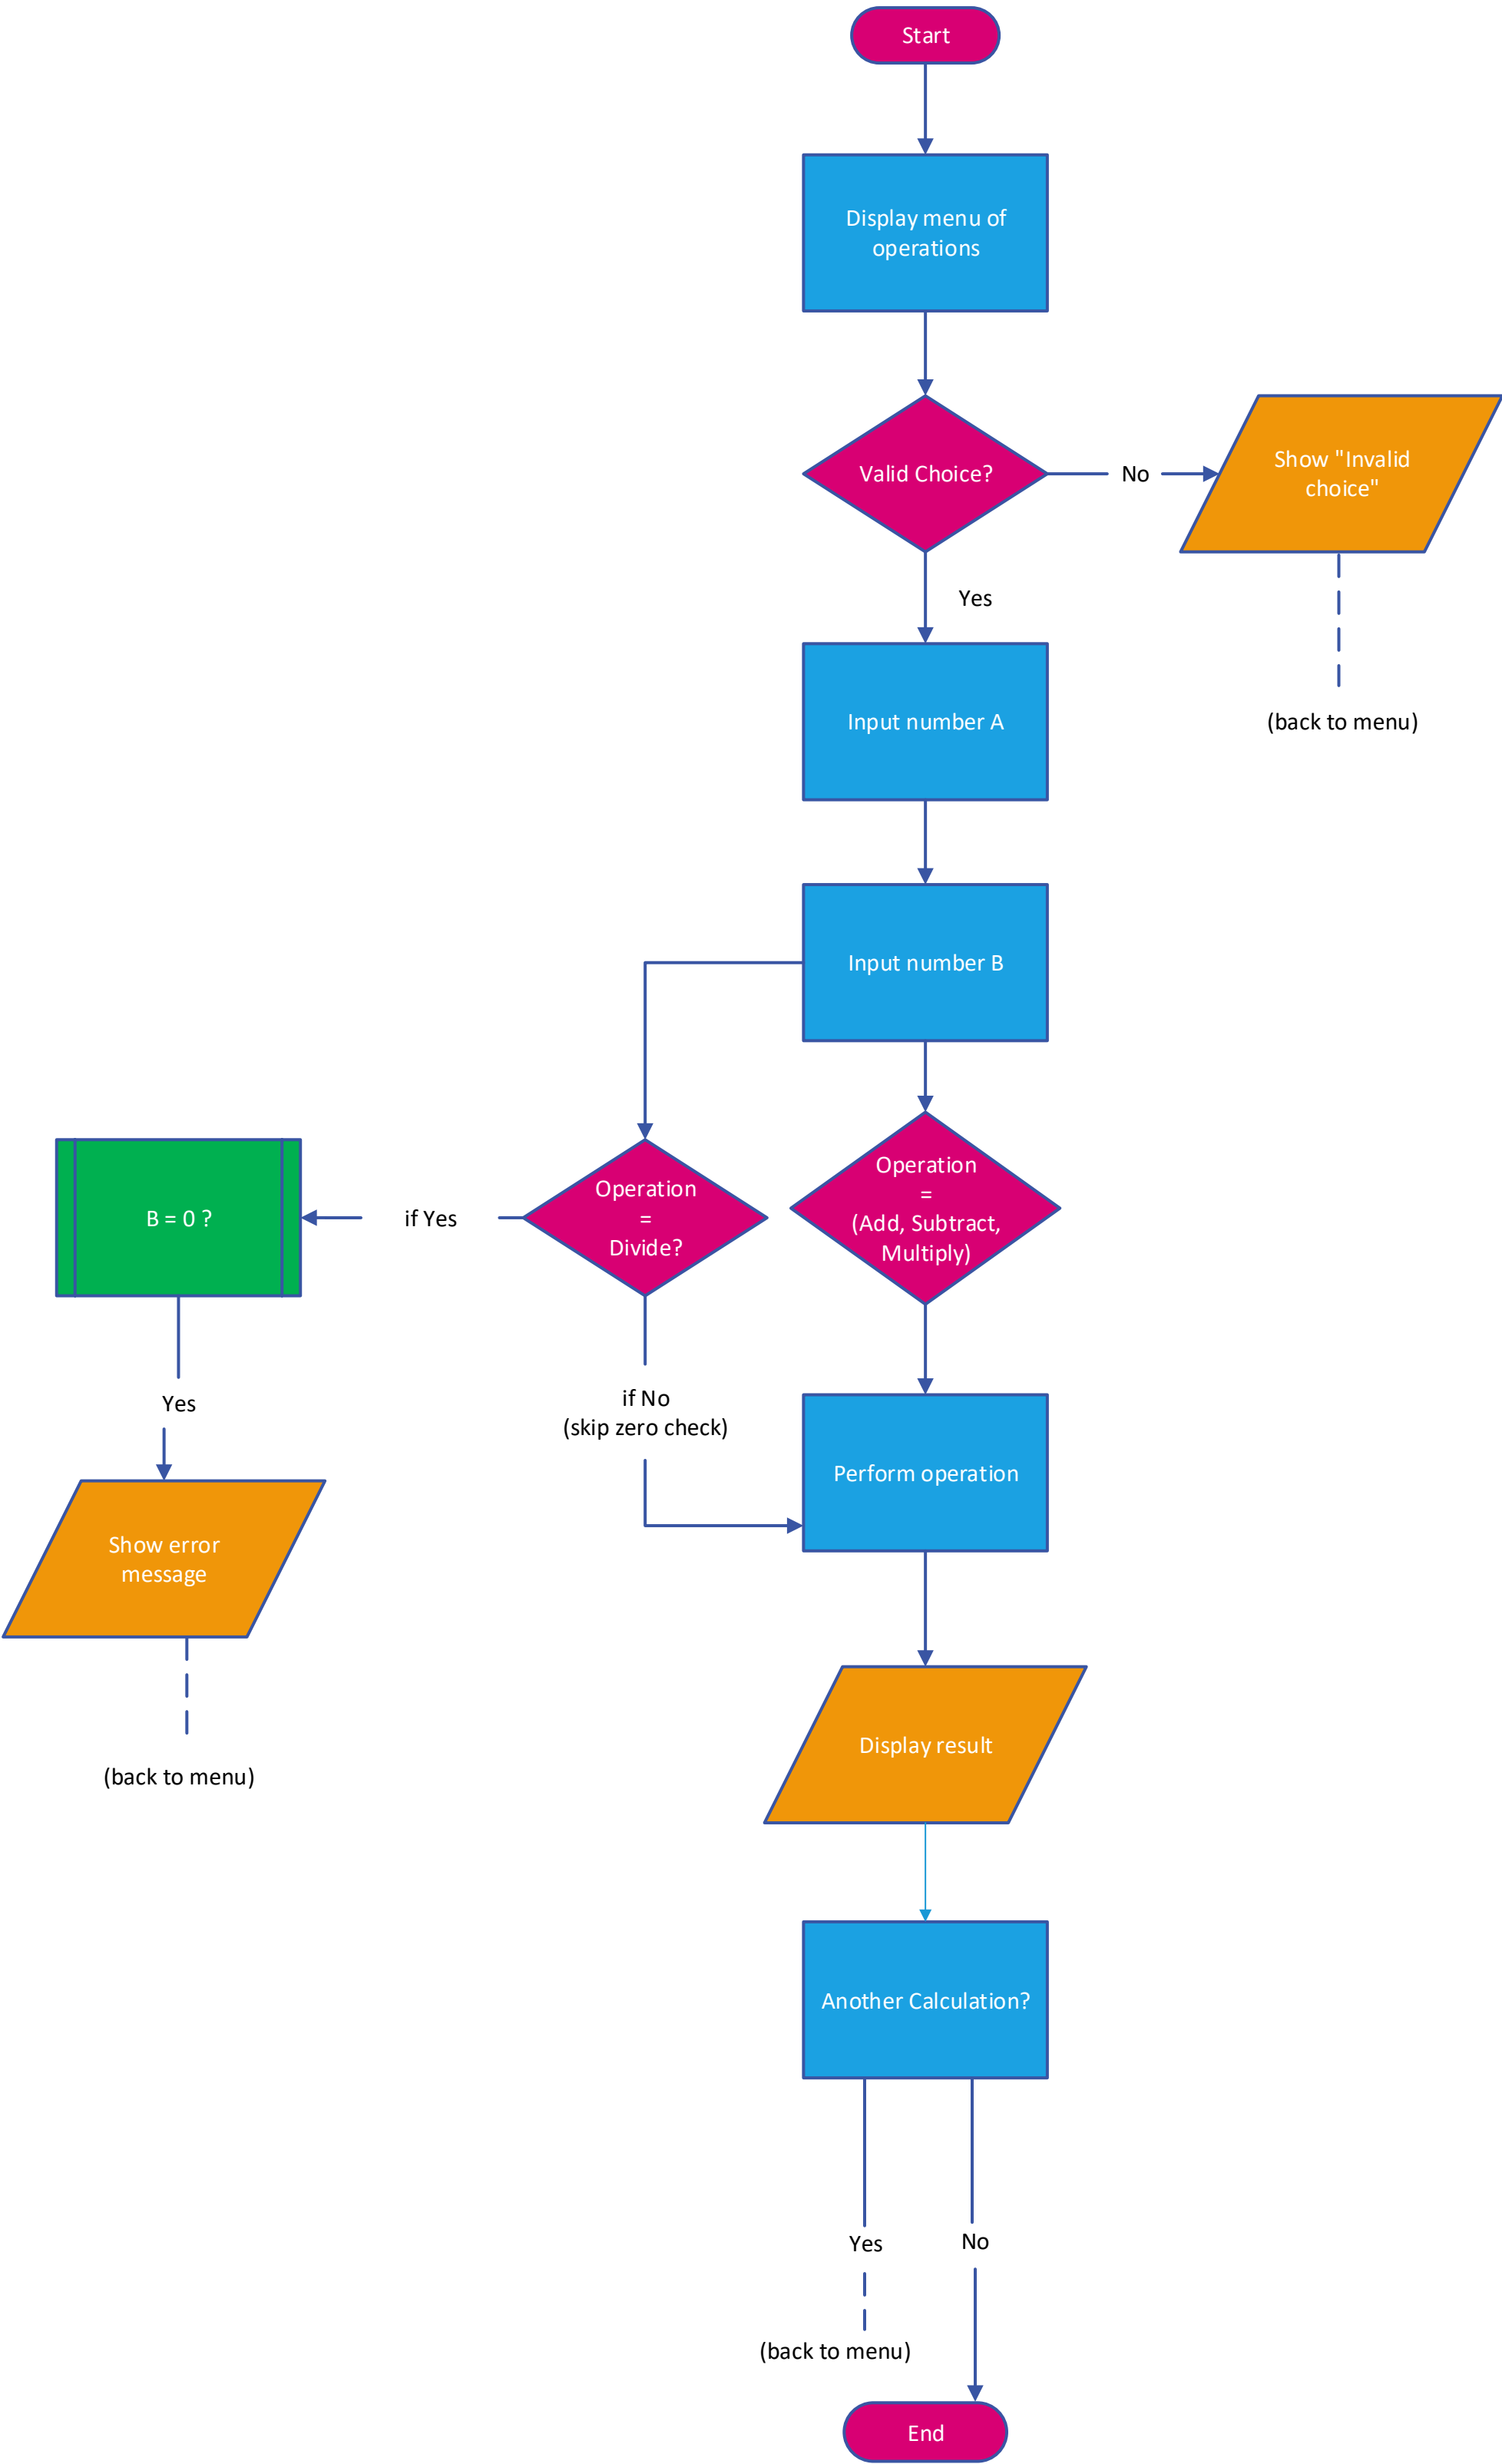 Start
Display menu of
operations
Valid Choice?
No
Show "Invalid
choice"
Yes
(back to menu)
Input number A
Input number B
B = 0 ?
if Yes
Operation
=
Divide?
Operation
=
(Add, Subtract,
Multiply)
Yes
if No
(skip zero check)
Perform operation
Show error
message
(back to menu)
Display result
Another Calculation?
Yes
No
(back to menu)
End